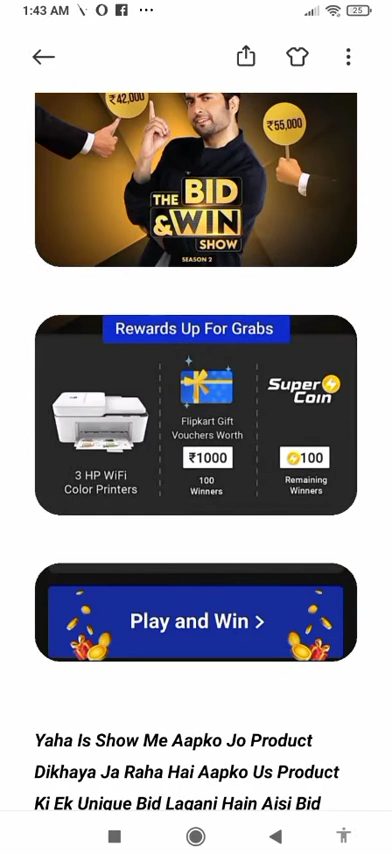 1:43 AM
25
₹42,000
₹55,000
THE BID
& WIN
SHOW
SEASON 2
Rewards Up For Grabs
3 HP WiFi
Color Printers
Flipkart Gift
Vouchers Worth
₹1000
100
Winners
Super
Coin
100
Remaining
Winners
Play and Win >
Yaha Is Show Me Aapko Jo Product
Dikhaya Ja Raha Hai Aapko Us Product
Ki Ek Unique Bid Lagani Hain Aisi Bid